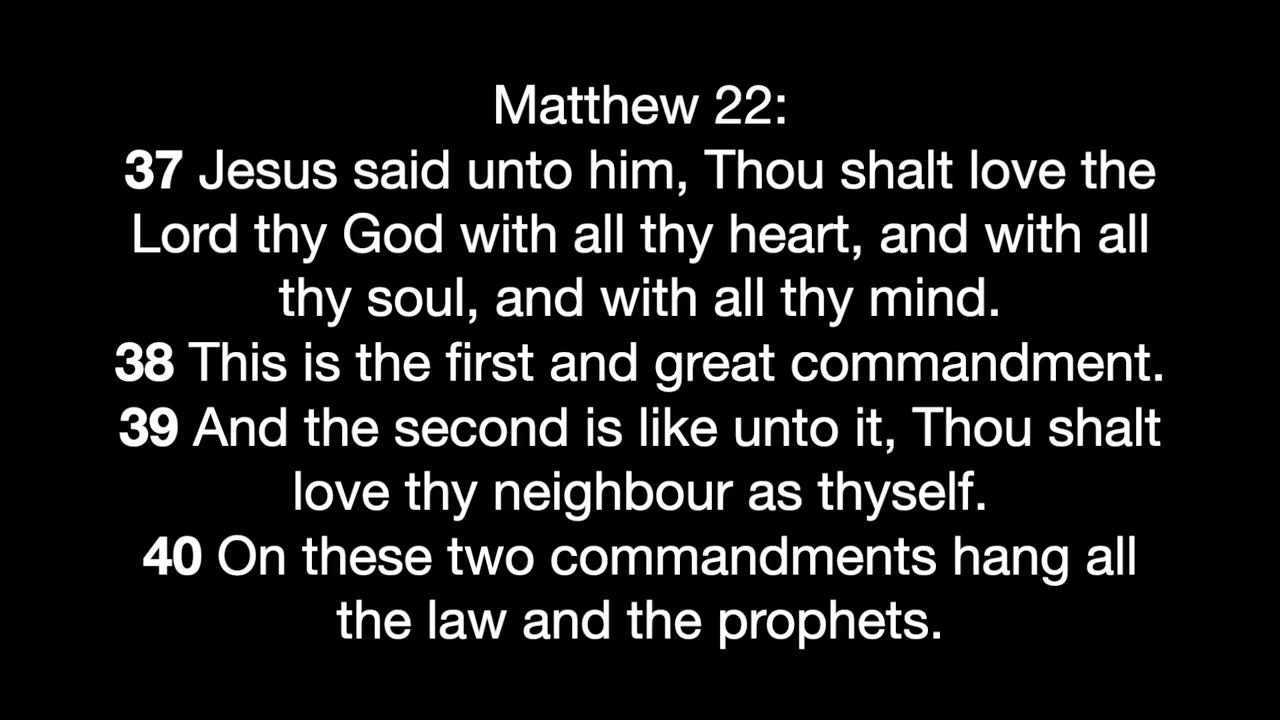 Matthew 22:
37 Jesus said unto him, Thou shalt love the
Lord thy God with all thy heart, and with all
thy soul, and with all thy mind.
38 This is the first and great commandment.
39 And the second is like unto it, Thou shalt
love thy neighbour as thyself.
40 On these two commandments hang all
the law and the prophets.